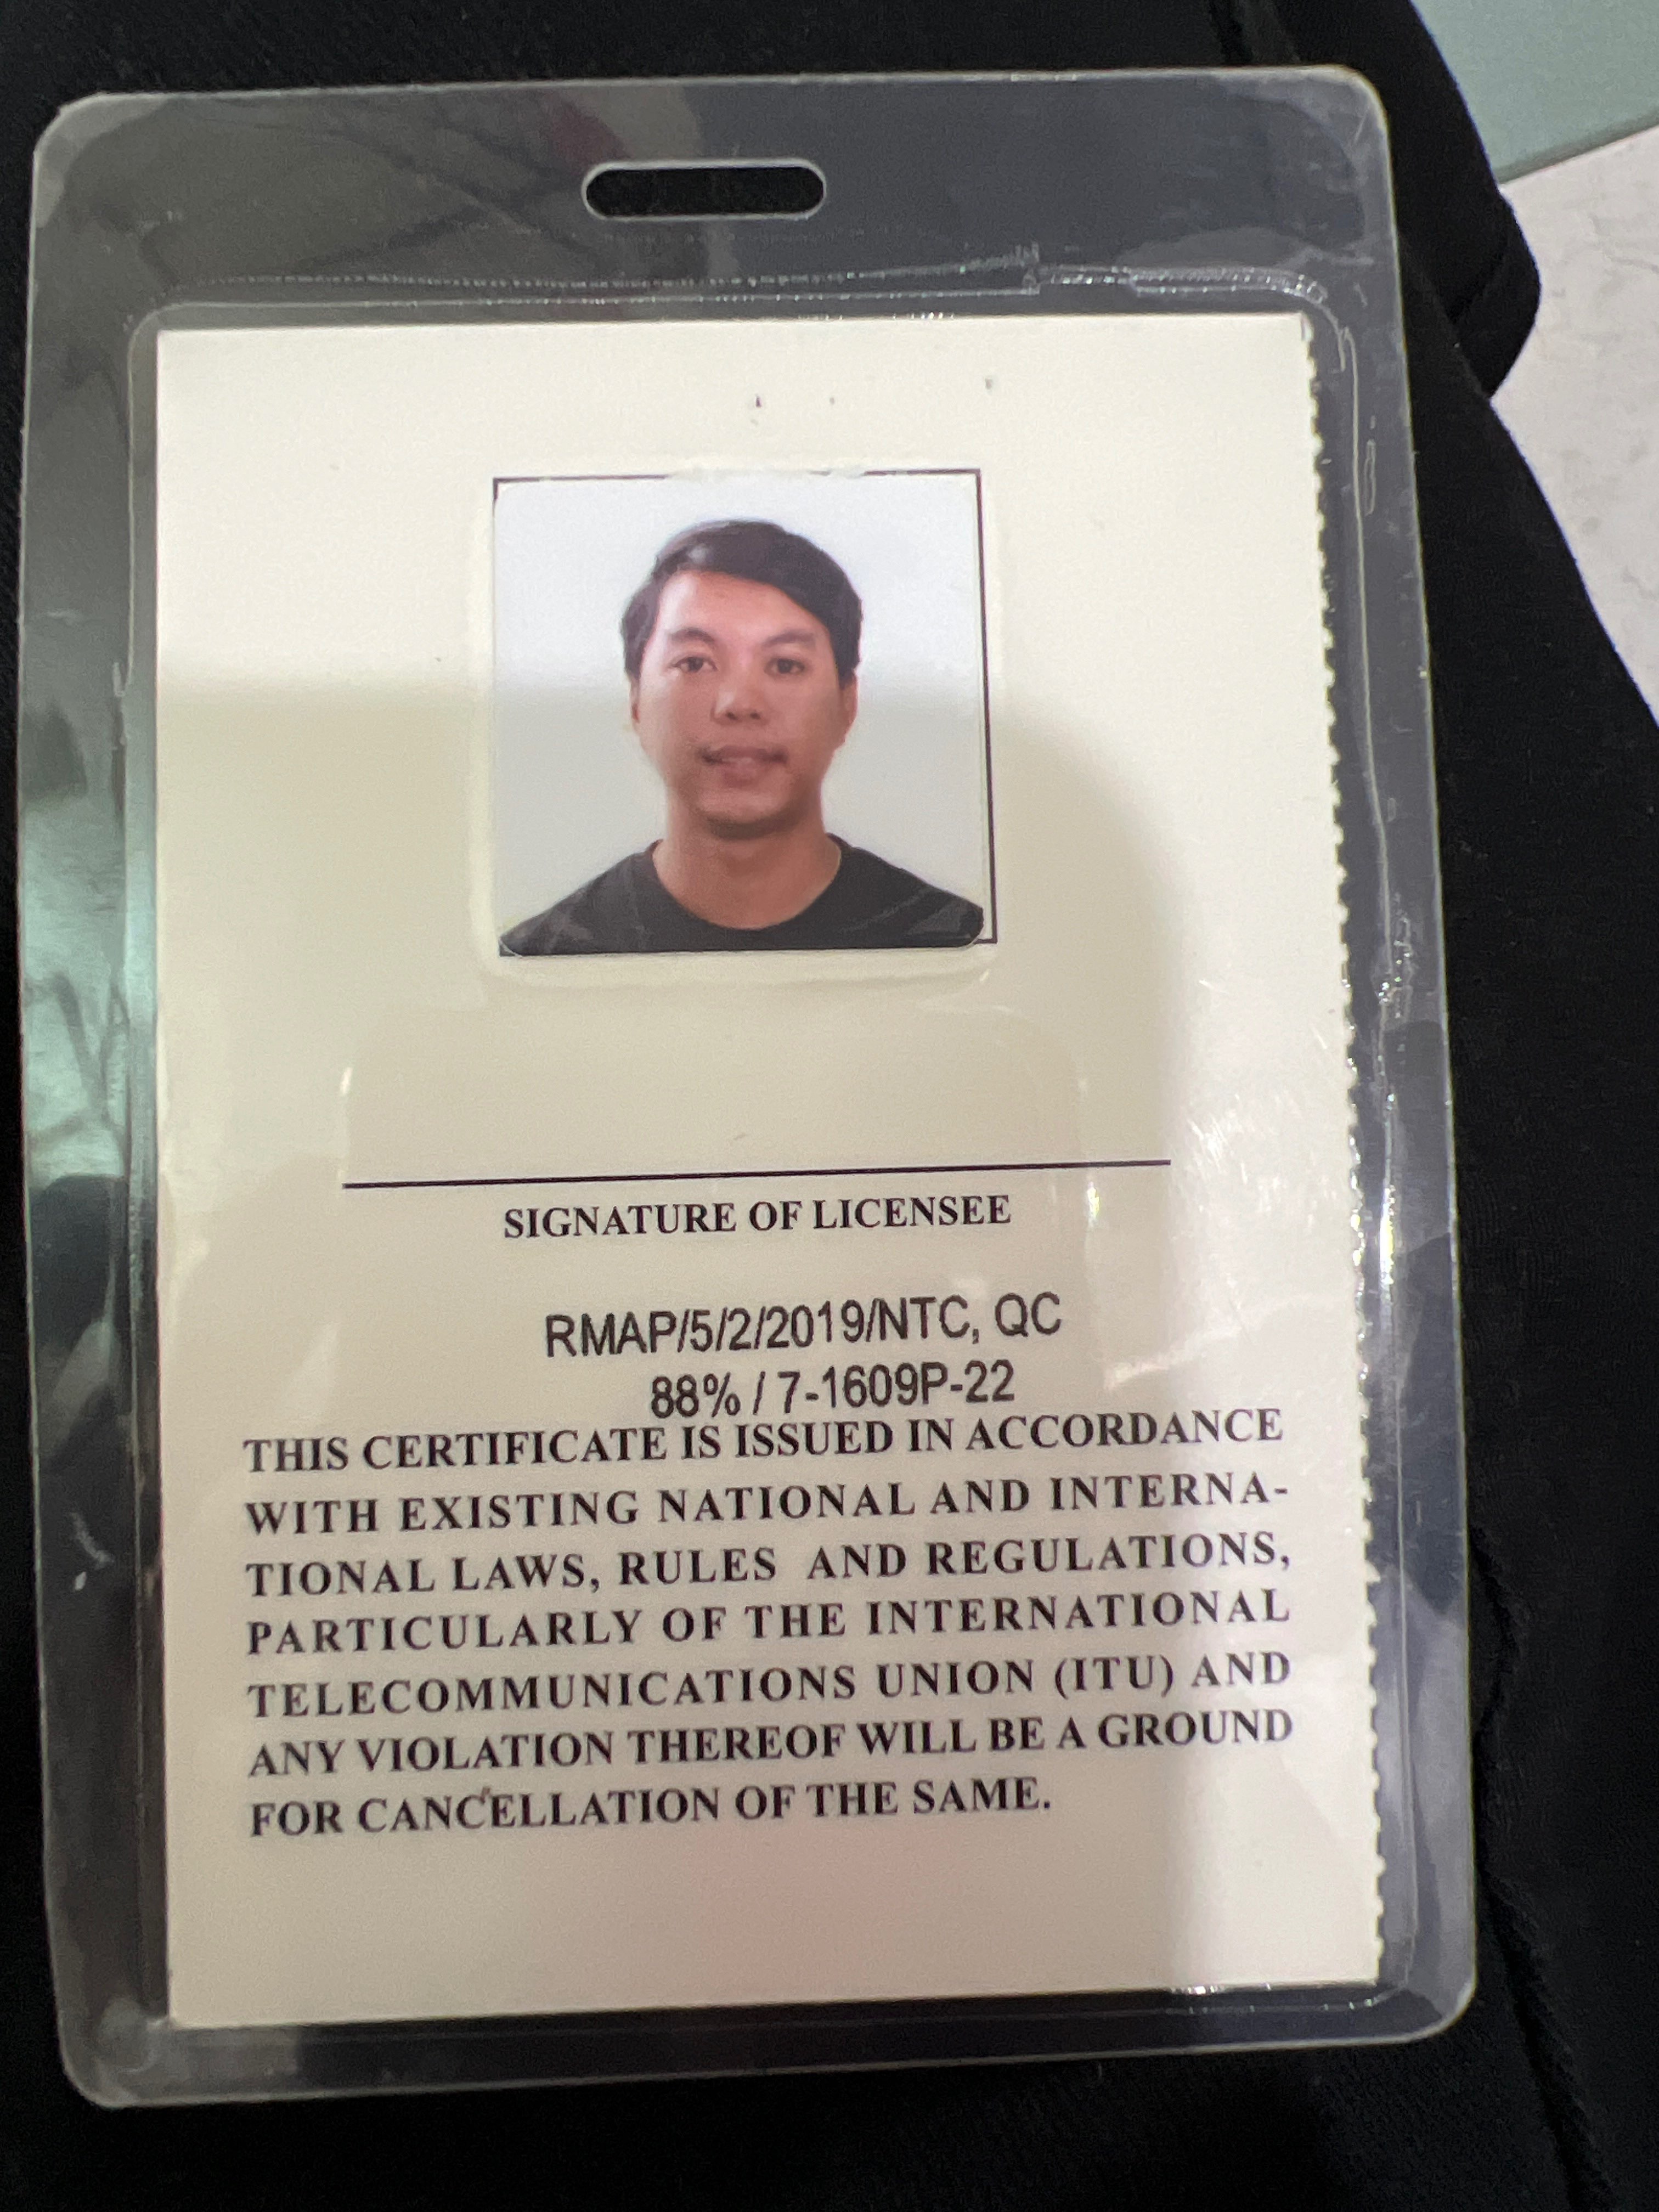 SIGNATURE OF LICENSEE
RMAP/5/2/2019/NTC, QC
88% / 7-1609P-22
THIS CERTIFICATE IS ISSUED IN ACCORDANCE
WITH EXISTING NATIONAL AND INTERNA-
TIONAL LAWS, RULES AND REGULATIONS,
PARTICULARLY OF THE INTERNATIONAL
TELECOMMUNICATIONS UNION (ITU) AND
ANY VIOLATION THEREOF WILL BE A GROUND
FOR CANCELLATION OF THE SAME.